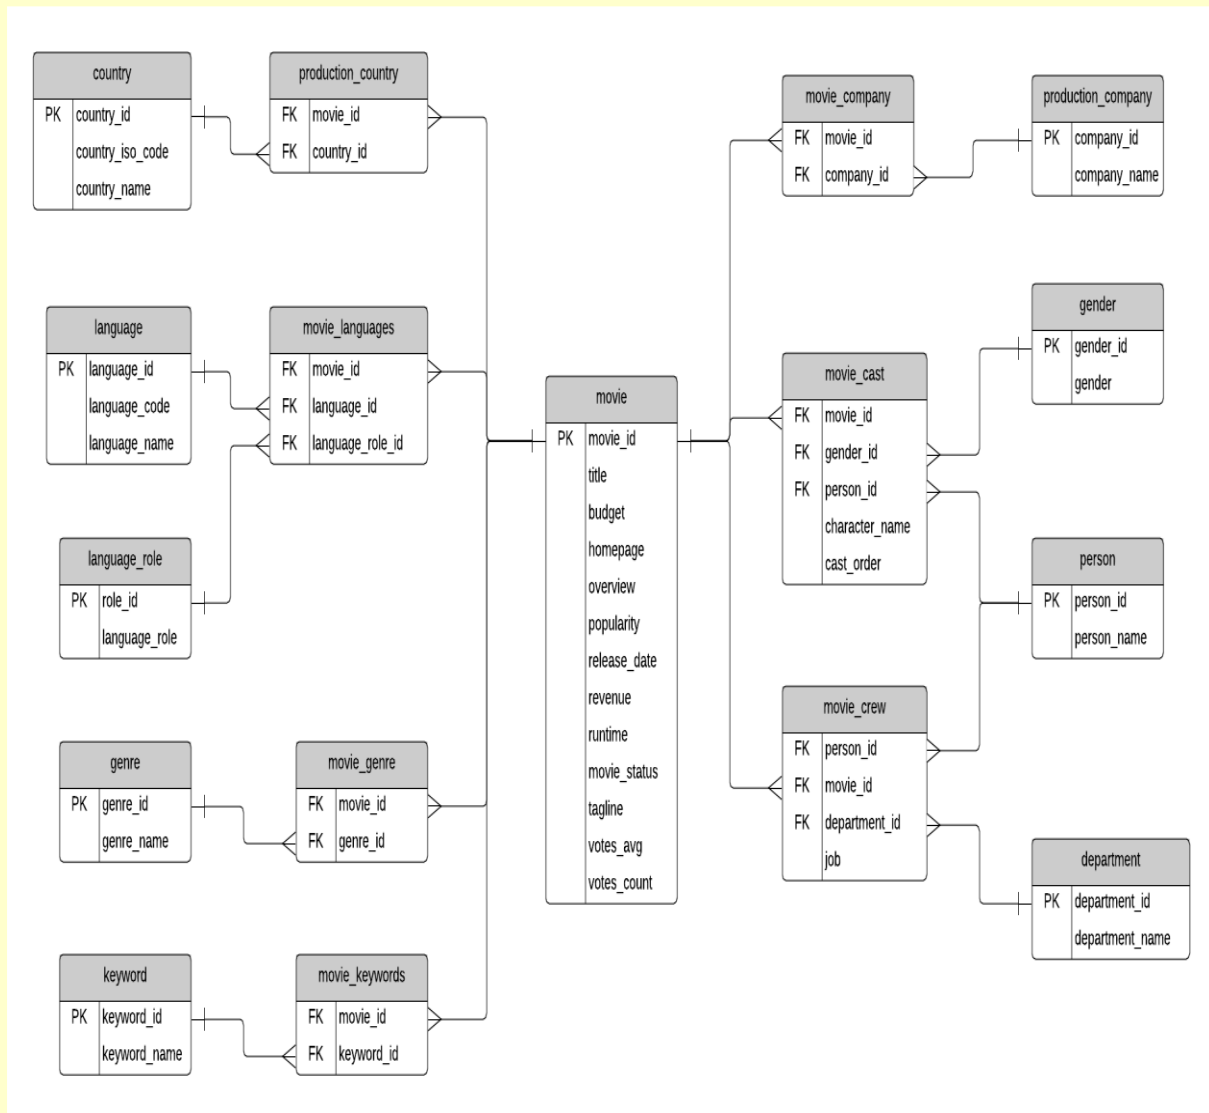 country
PK country_id
country_iso_code
country_name
production_country
FK movie_id
FK country_id
movie_company
FK movie_id
FK company_id
production_company
PK company_id
company_name
language
PK language_id
language_code
language_name
movie_languages
FK movie_id
FK language_id
FK language_role_id
language_role
PK role_id
language_role
genre
PK genre_id
genre_name
movie_genre
FK movie_id
FK genre_id
keyword
PK keyword_id
keyword_name
movie_keywords
FK movie_id
FK keyword_id
movie
PK movie_id
title
budget
homepage
overview
popularity
release_date
revenue
runtime
movie_status
tagline
votes_avg
votes_count
movie_cast
FK movie_id
FK gender_id
FK person_id
character_name
cast_order
gender
PK gender_id
gender
person
PK person_id
person_name
movie_crew
FK person_id
FK movie_id
FK department_id
job
department
PK department_id
department_name